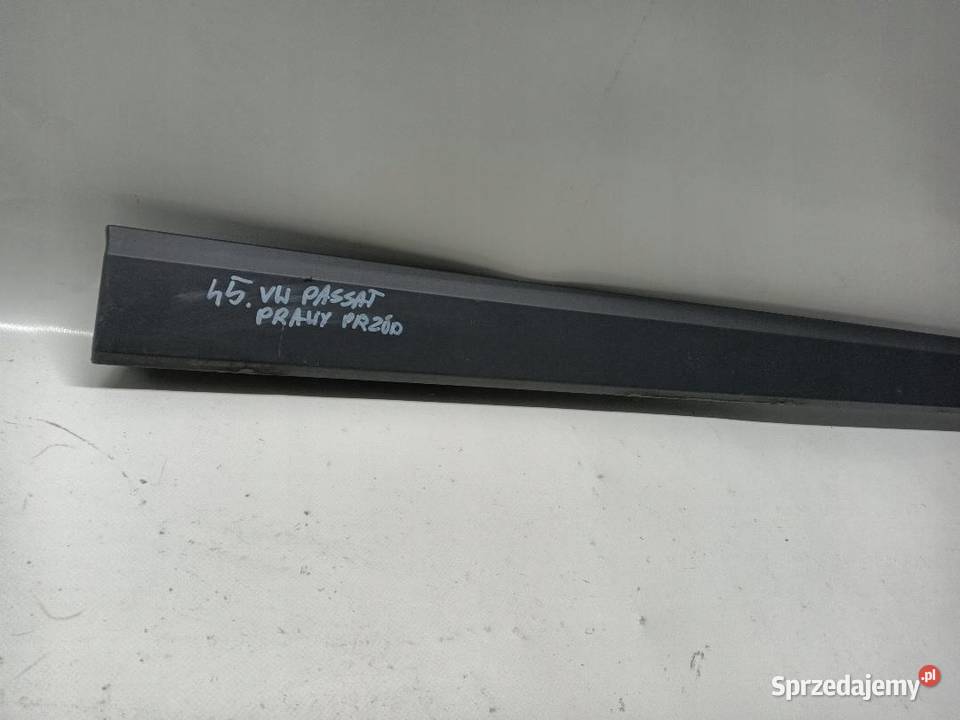 45. VW PASSAT
PRAWY PRZÓD
Sprzedajemy.pl